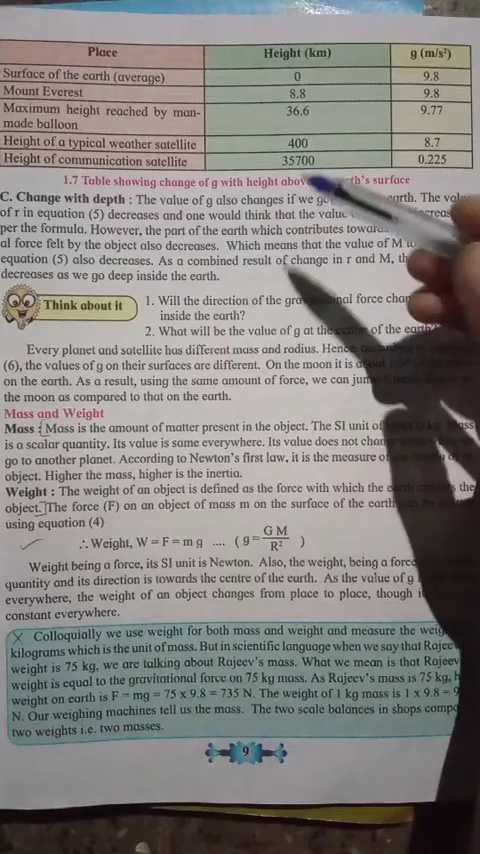 Place Height (km) g (m/s²)
Surface of the earth (average) 0 9.8
Mount Everest 8.8 9.8
Maximum height reached by man- 36.6 9.77
made balloon
Height of a typical weather satellite 400 8.7
Height of communication satellite 35700 0.225
1.7 Table showing change of g with height above earth's surface
C. Change with depth : The value of g also changes if we go earth. The
of r in equation (5) decreases and one would think that the value
per the formula. However, the part of the earth which contributes
al force felt by the object also decreases. Which means that the value of M
equation (5) also decreases. As a combined result of change in r and M,
decreases as we go deep inside the earth.
Think about it
1. Will the direction of the
inside the earth?
2. What will be the value of g at the of the earth
Every planet and satellite has different mass and radius. Hence,
(6), the values of g on their surfaces are different. On the moon it is
on the earth. As a result, using the same amount of force, we can
the moon as compared to that on the earth.
Mass and Weight
Mass : Mass is the amount of matter present in the object. The SI unit of
is a scalar quantity. Its value is same everywhere. Its value does not
go to another planet. According to Newton's first law, it is the measure
object. Higher the mass, higher is the inertia.
Weight : The weight of an object is defined as the force with which the the
object. The force (F) on an object of mass m on the surface of the earth
using equation (4)
∴ Weight, W = F = m g .... ( g = G M / R² )
Weight being a force, its SI unit is Newton. Also, the weight, being a
quantity and its direction is towards the centre of the earth. As the value of g
everywhere, the weight of an object changes from place to place, though
constant everywhere.
Colloquially we use weight for both mass and weight and measure the
kilograms which is the unit of mass. But in scientific language when we say that
weight is 75 kg, we are talking about Rajeev's mass. What we mean is that Rajeev
weight is equal to the gravitational force on 75 kg mass. As Rajeev's mass is 75 kg,
weight on earth is F = mg = 75 x 9.8 = 735 N. The weight of 1 kg mass is 1 x 9.8 =
N. Our weighing machines tell us the mass. The two scale balances in shops
two weights i.e. two masses.
9